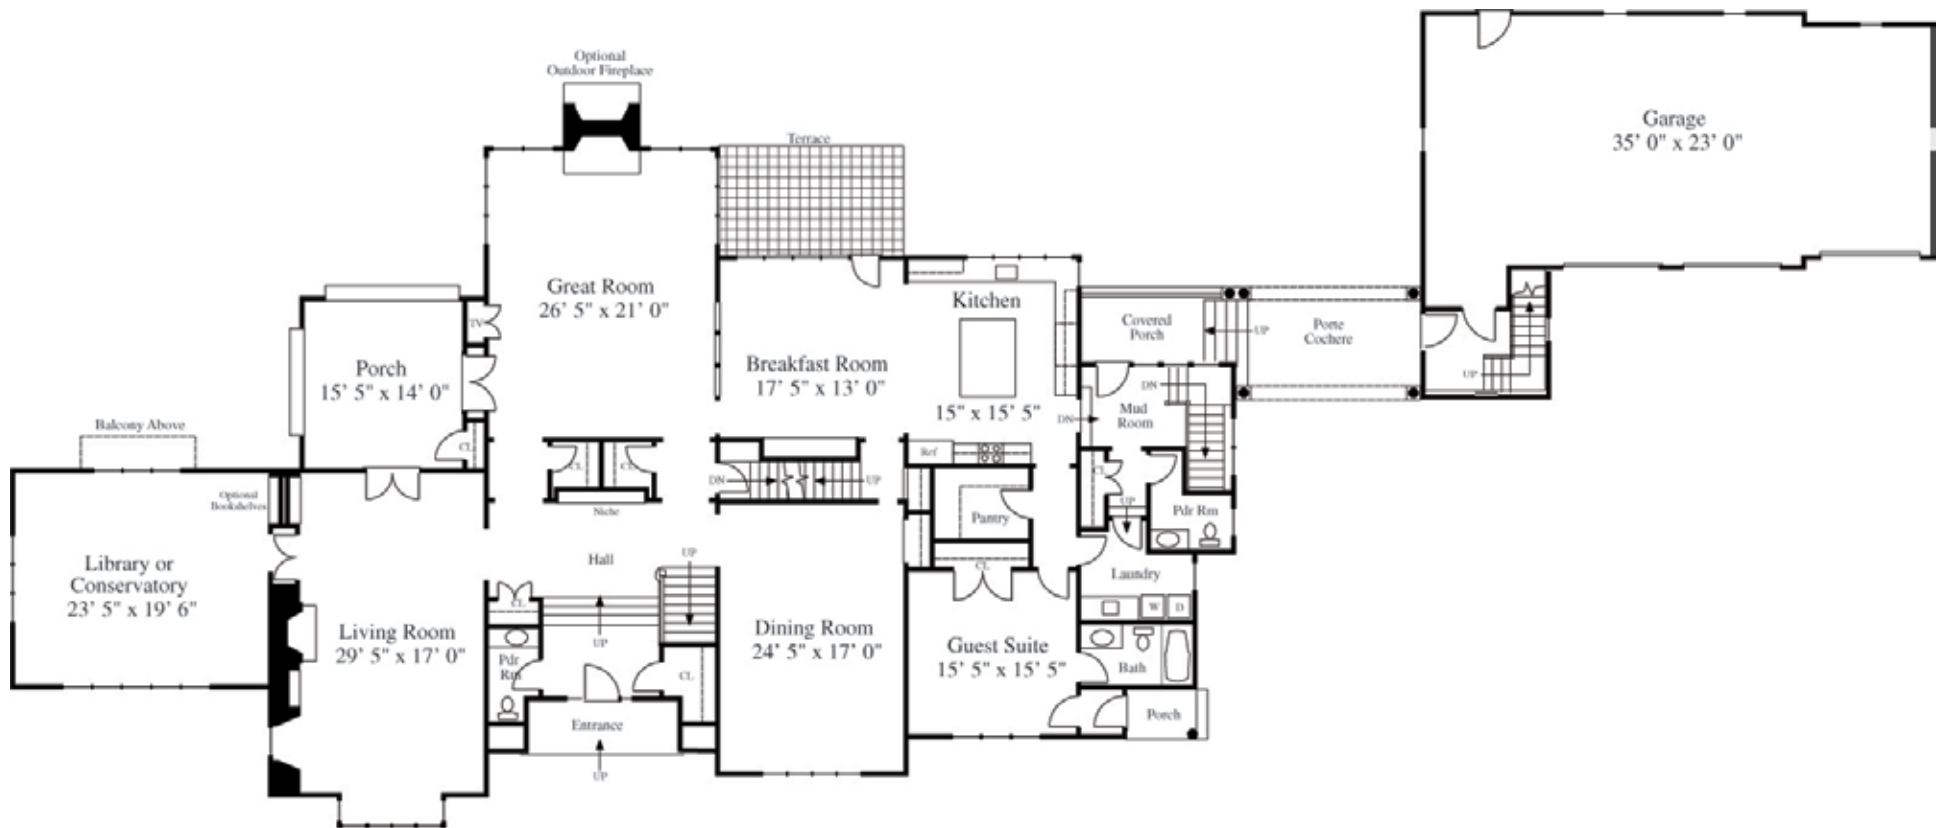 Optional
Outdoor Fireplace
Terrace
Garage
35' 0" x 23' 0"
Great Room
26' 5" x 21' 0"
TV
Kitchen
15" x 15' 5"
Covered
Porch
UP
Porte
Cochere
UP
Porch
15' 5" x 14' 0"
CL
Breakfast Room
17' 5" x 13' 0"
DN
DN
Mud
Room
Balcony Above
Ref
CL
CL
CL
DN
UP
UP
Optional
Bookshelves
Niche
Pantry
Pdr Rm
Library or
Conservatory
23' 5" x 19' 6"
Hall
UP
CL
Laundry
W
D
CL
UP
Living Room
29' 5" x 17' 0"
Dining Room
24' 5" x 17' 0"
Guest Suite
15' 5" x 15' 5"
Pdr
Rm
CL
Bath
Entrance
UP
Porch